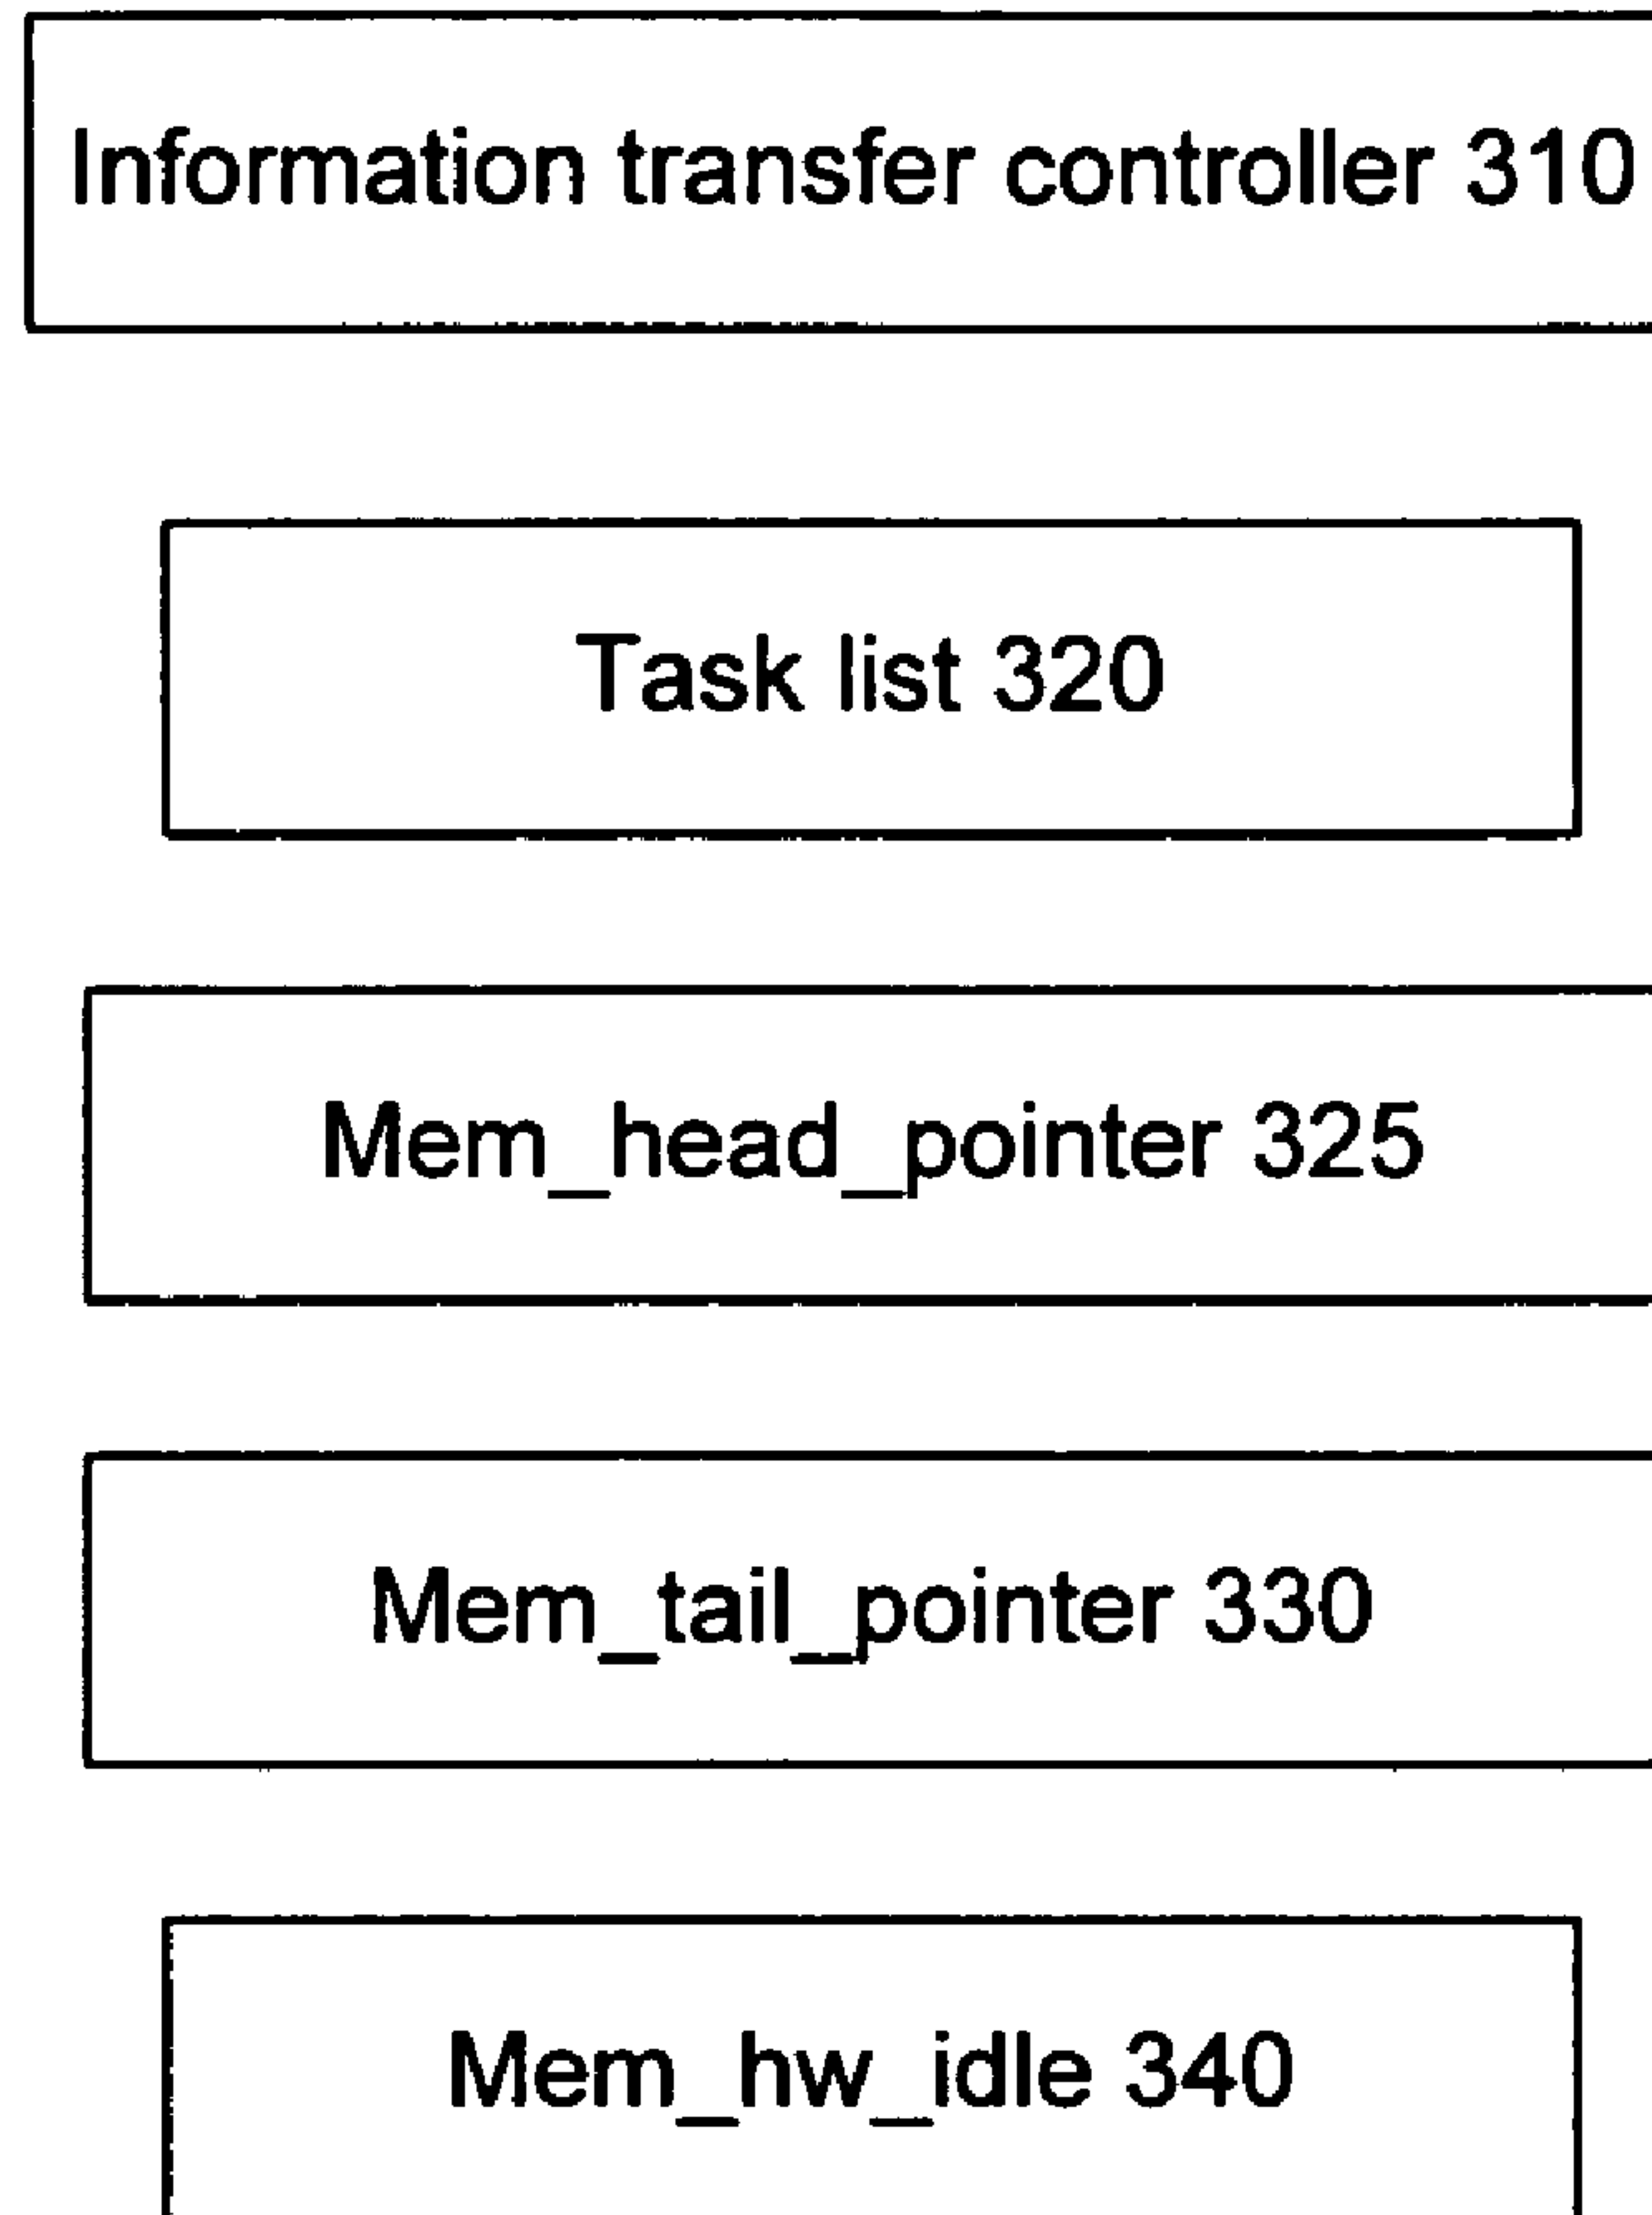 Information transfer controller 310
Task list 320
Mem_head_pointer 325
Mem_tail_pointer 330
Mem_hw_idle 340